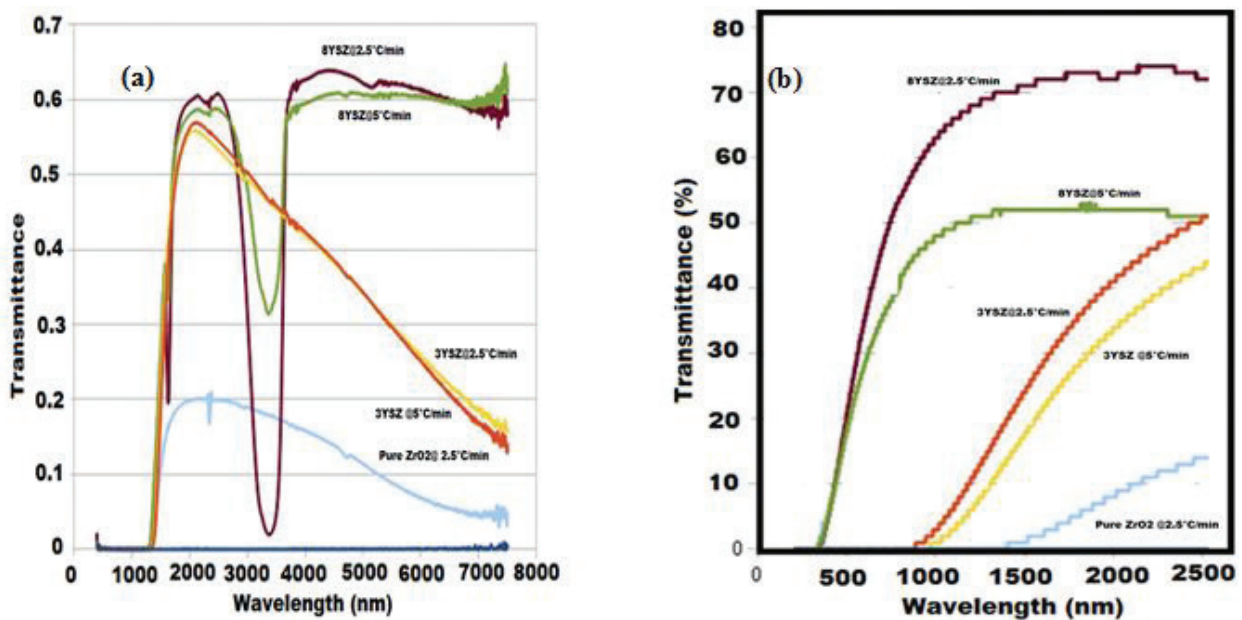 (a)
Transmittance
0.7
0.6
0.5
0.4
0.3
0.2
0.1
0
8YSZ@2.5°C/min
8YSZ@5°C/min
3YSZ@2.5°C/min
3YSZ @5°C/min
Pure ZrO2@ 2.5°C/min
0 1000 2000 3000 4000 5000 6000 7000 8000
Wavelength (nm)
(b)
Transmittance (%)
80
70
60
50
40
30
20
10
0
8YSZ@2.5°C/min
8YSZ@5°C/min
3YSZ@2.5°C/min
3YSZ @5°C/min
Pure ZrO2 @2.5°C/min
0 500 1000 1500 2000 2500
Wavelength (nm)